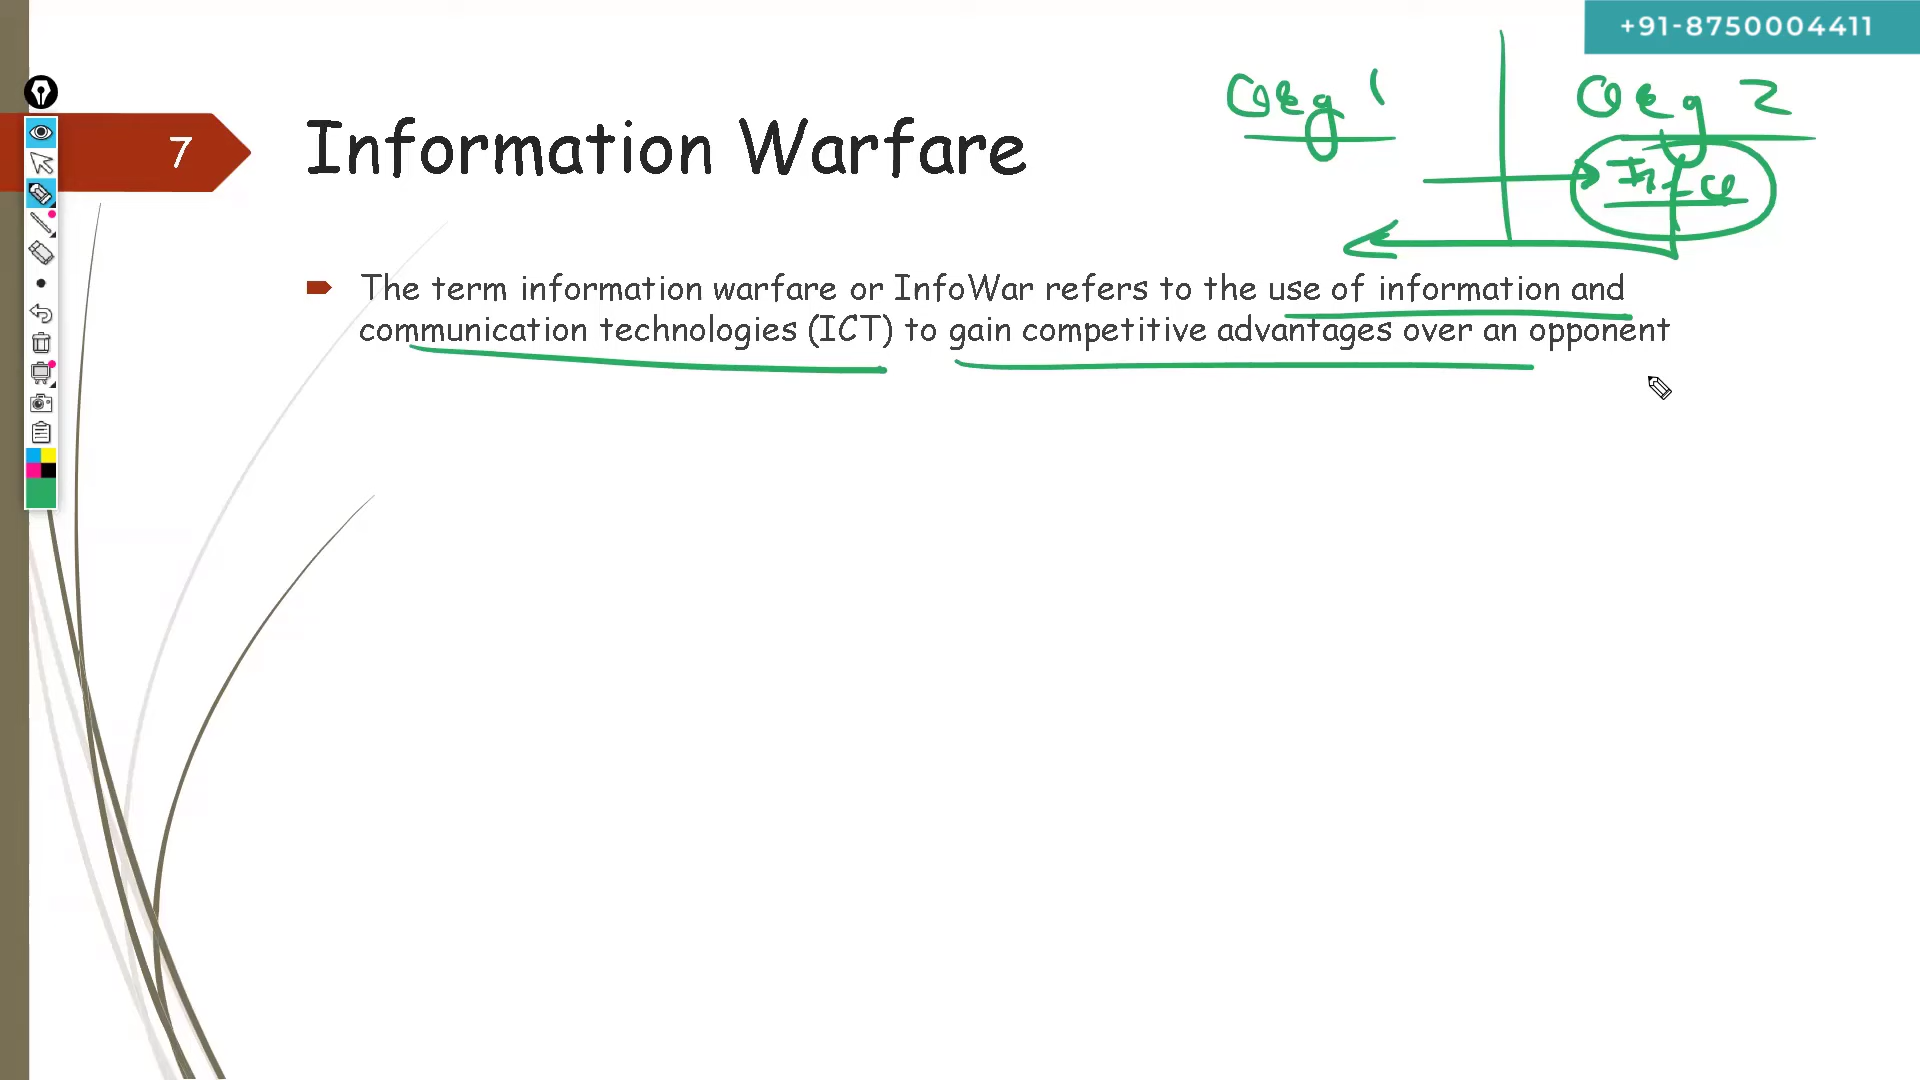 +91-8750004411
Org 1
Org 2
Info
7
Information Warfare
The term information warfare or InfoWar refers to the use of information and
communication technologies (ICT) to gain competitive advantages over an opponent